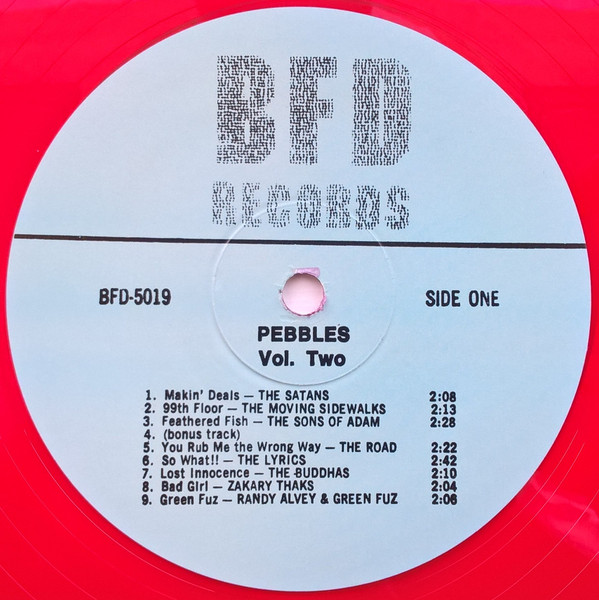 BFD
RECORDS
BFD-5019 SIDE ONE
PEBBLES
Vol. Two
1. Makin' Deals — THE SATANS 2:08
2. 99th Floor — THE MOVING SIDEWALKS 2:13
3. Feathered Fish — THE SONS OF ADAM 2:28
4. (bonus track)
5. You Rub Me the Wrong Way — THE ROAD 2:22
6. So What!! — THE LYRICS 2:42
7. Lost Innocence — THE BUDDHAS 2:10
8. Bad Girl — ZAKARY THAKS 2:04
9. Green Fuz — RANDY ALVEY & GREEN FUZ 2:06